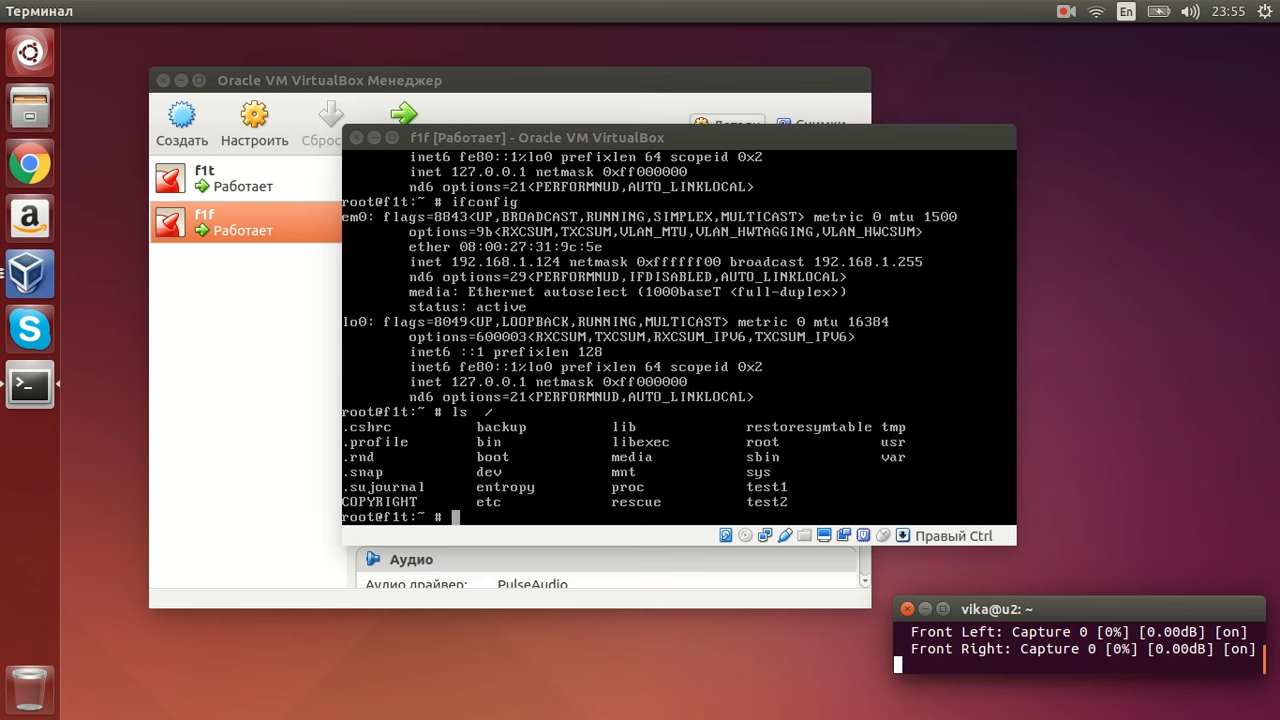 Терминал
En
23:55
Oracle VM VirtualBox Менеджер
Создать
Настроить
Сброс
f1t
Работает
f1f
Работает
f1f [Работает] - Oracle VM VirtualBox
inet6 fe80::1%lo0 prefixlen 64 scopeid 0x2
inet 127.0.0.1 netmask 0xff000000
nd6 options=21<PERFORMNUD,AUTO_LINKLOCAL>
root@f1t:~ # ifconfig
em0: flags=8843<UP,BROADCAST,RUNNING,SIMPLEX,MULTICAST> metric 0 mtu 1500
options=9b<RXCSUM,TXCSUM,VLAN_MTU,VLAN_HWTAGGING,VLAN_HWCSUM>
ether 08:00:27:31:9c:5e
inet 192.168.1.124 netmask 0xffffff00 broadcast 192.168.1.255
nd6 options=29<PERFORMNUD,IFDISABLED,AUTO_LINKLOCAL>
media: Ethernet autoselect (1000baseT <full-duplex>)
status: active
lo0: flags=8049<UP,LOOPBACK,RUNNING,MULTICAST> metric 0 mtu 16384
options=600003<RXCSUM,TXCSUM,RXCSUM_IPV6,TXCSUM_IPV6>
inet6 ::1 prefixlen 128
inet6 fe80::1%lo0 prefixlen 64 scopeid 0x2
inet 127.0.0.1 netmask 0xff000000
nd6 options=21<PERFORMNUD,AUTO_LINKLOCAL>
root@f1t:~ # ls /
.cshrc backup lib restoresymtable tmp
.profile bin libexec root usr
.rnd boot media sbin var
.snap dev mnt sys
.sujournal entropy proc test1
COPYRIGHT etc rescue test2
root@f1t:~ #
Правый Ctrl
Аудио
Аудио драйвер: PulseAudio
vika@u2: ~
Front Left: Capture 0 [0%] [0.00dB] [on]
Front Right: Capture 0 [0%] [0.00dB] [on]